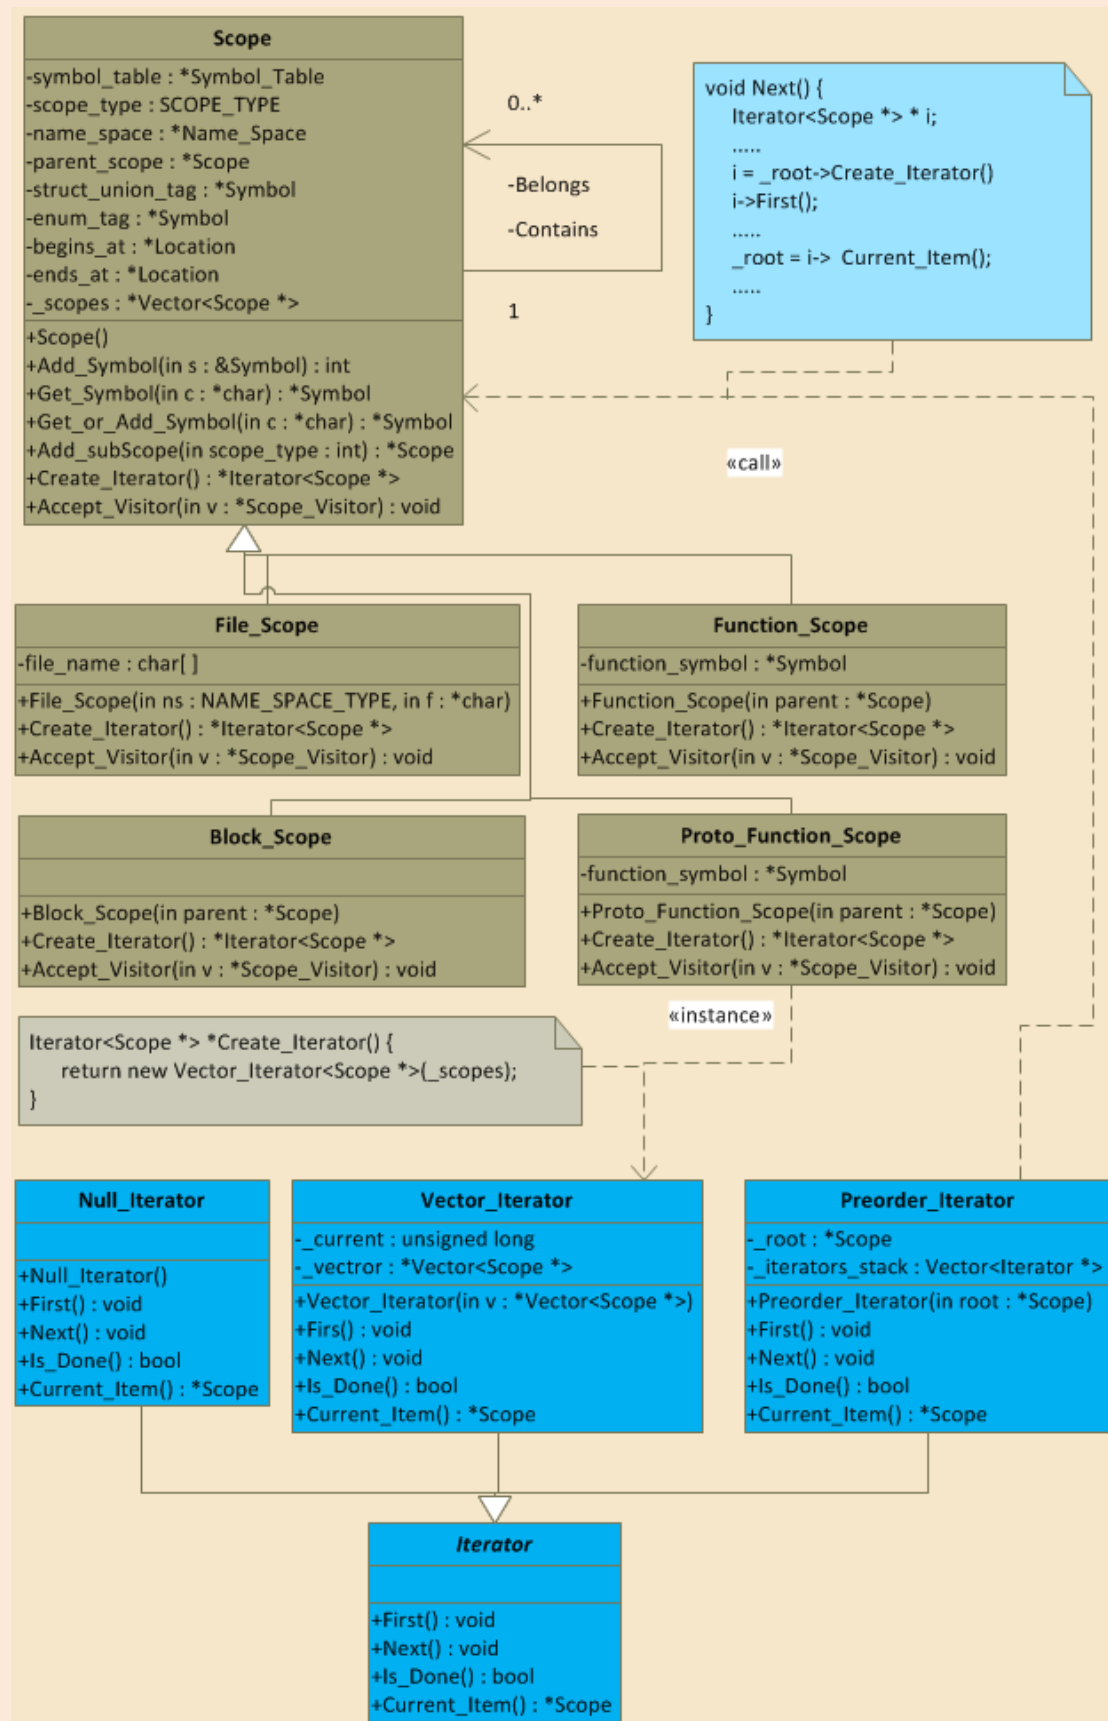 Scope
-symbol_table : *Symbol_Table
-scope_type : SCOPE_TYPE
-name_space : *Name_Space
-parent_scope : *Scope
-struct_union_tag : *Symbol
-enum_tag : *Symbol
-begins_at : *Location
-ends_at : *Location
-_scopes : *Vector<Scope *>
+Scope()
+Add_Symbol(in s : &Symbol) : int
+Get_Symbol(in c : *char) : *Symbol
+Get_or_Add_Symbol(in c : *char) : *Symbol
+Add_subScope(in scope_type : int) : *Scope
+Create_Iterator() : *Iterator<Scope *>
+Accept_Visitor(in v : *Scope_Visitor) : void
0..*
-Belongs
-Contains
1
void Next() {
Iterator<Scope *> * i;
.....
i = _root->Create_Iterator()
i->First();
.....
_root = i-> Current_Item();
.....
}
«call»
File_Scope
-file_name : char[ ]
+File_Scope(in ns : NAME_SPACE_TYPE, in f : *char)
+Create_Iterator() : *Iterator<Scope *>
+Accept_Visitor(in v : *Scope_Visitor) : void
Function_Scope
-function_symbol : *Symbol
+Function_Scope(in parent : *Scope)
+Create_Iterator() : *Iterator<Scope *>
+Accept_Visitor(in v : *Scope_Visitor) : void
Block_Scope
+Block_Scope(in parent : *Scope)
+Create_Iterator() : *Iterator<Scope *>
+Accept_Visitor(in v : *Scope_Visitor) : void
Proto_Function_Scope
-function_symbol : *Symbol
+Proto_Function_Scope(in parent : *Scope)
+Create_Iterator() : *Iterator<Scope *>
+Accept_Visitor(in v : *Scope_Visitor) : void
«instance»
Iterator<Scope *> *Create_Iterator() {
return new Vector_Iterator<Scope *>(_scopes);
}
Null_Iterator
+Null_Iterator()
+First() : void
+Next() : void
+Is_Done() : bool
+Current_Item() : *Scope
Vector_Iterator
-_current : unsigned long
-_vectror : *Vector<Scope *>
+Vector_Iterator(in v : *Vector<Scope *>)
+Firs() : void
+Next() : void
+Is_Done() : bool
+Current_Item() : *Scope
Preorder_Iterator
-_root : *Scope
-_iterators_stack : Vector<Iterator *>
+Preorder_Iterator(in root : *Scope)
+First() : void
+Next() : void
+Is_Done() : bool
+Current_Item() : *Scope
Iterator
+First() : void
+Next() : void
+Is_Done() : bool
+Current_Item() : *Scope